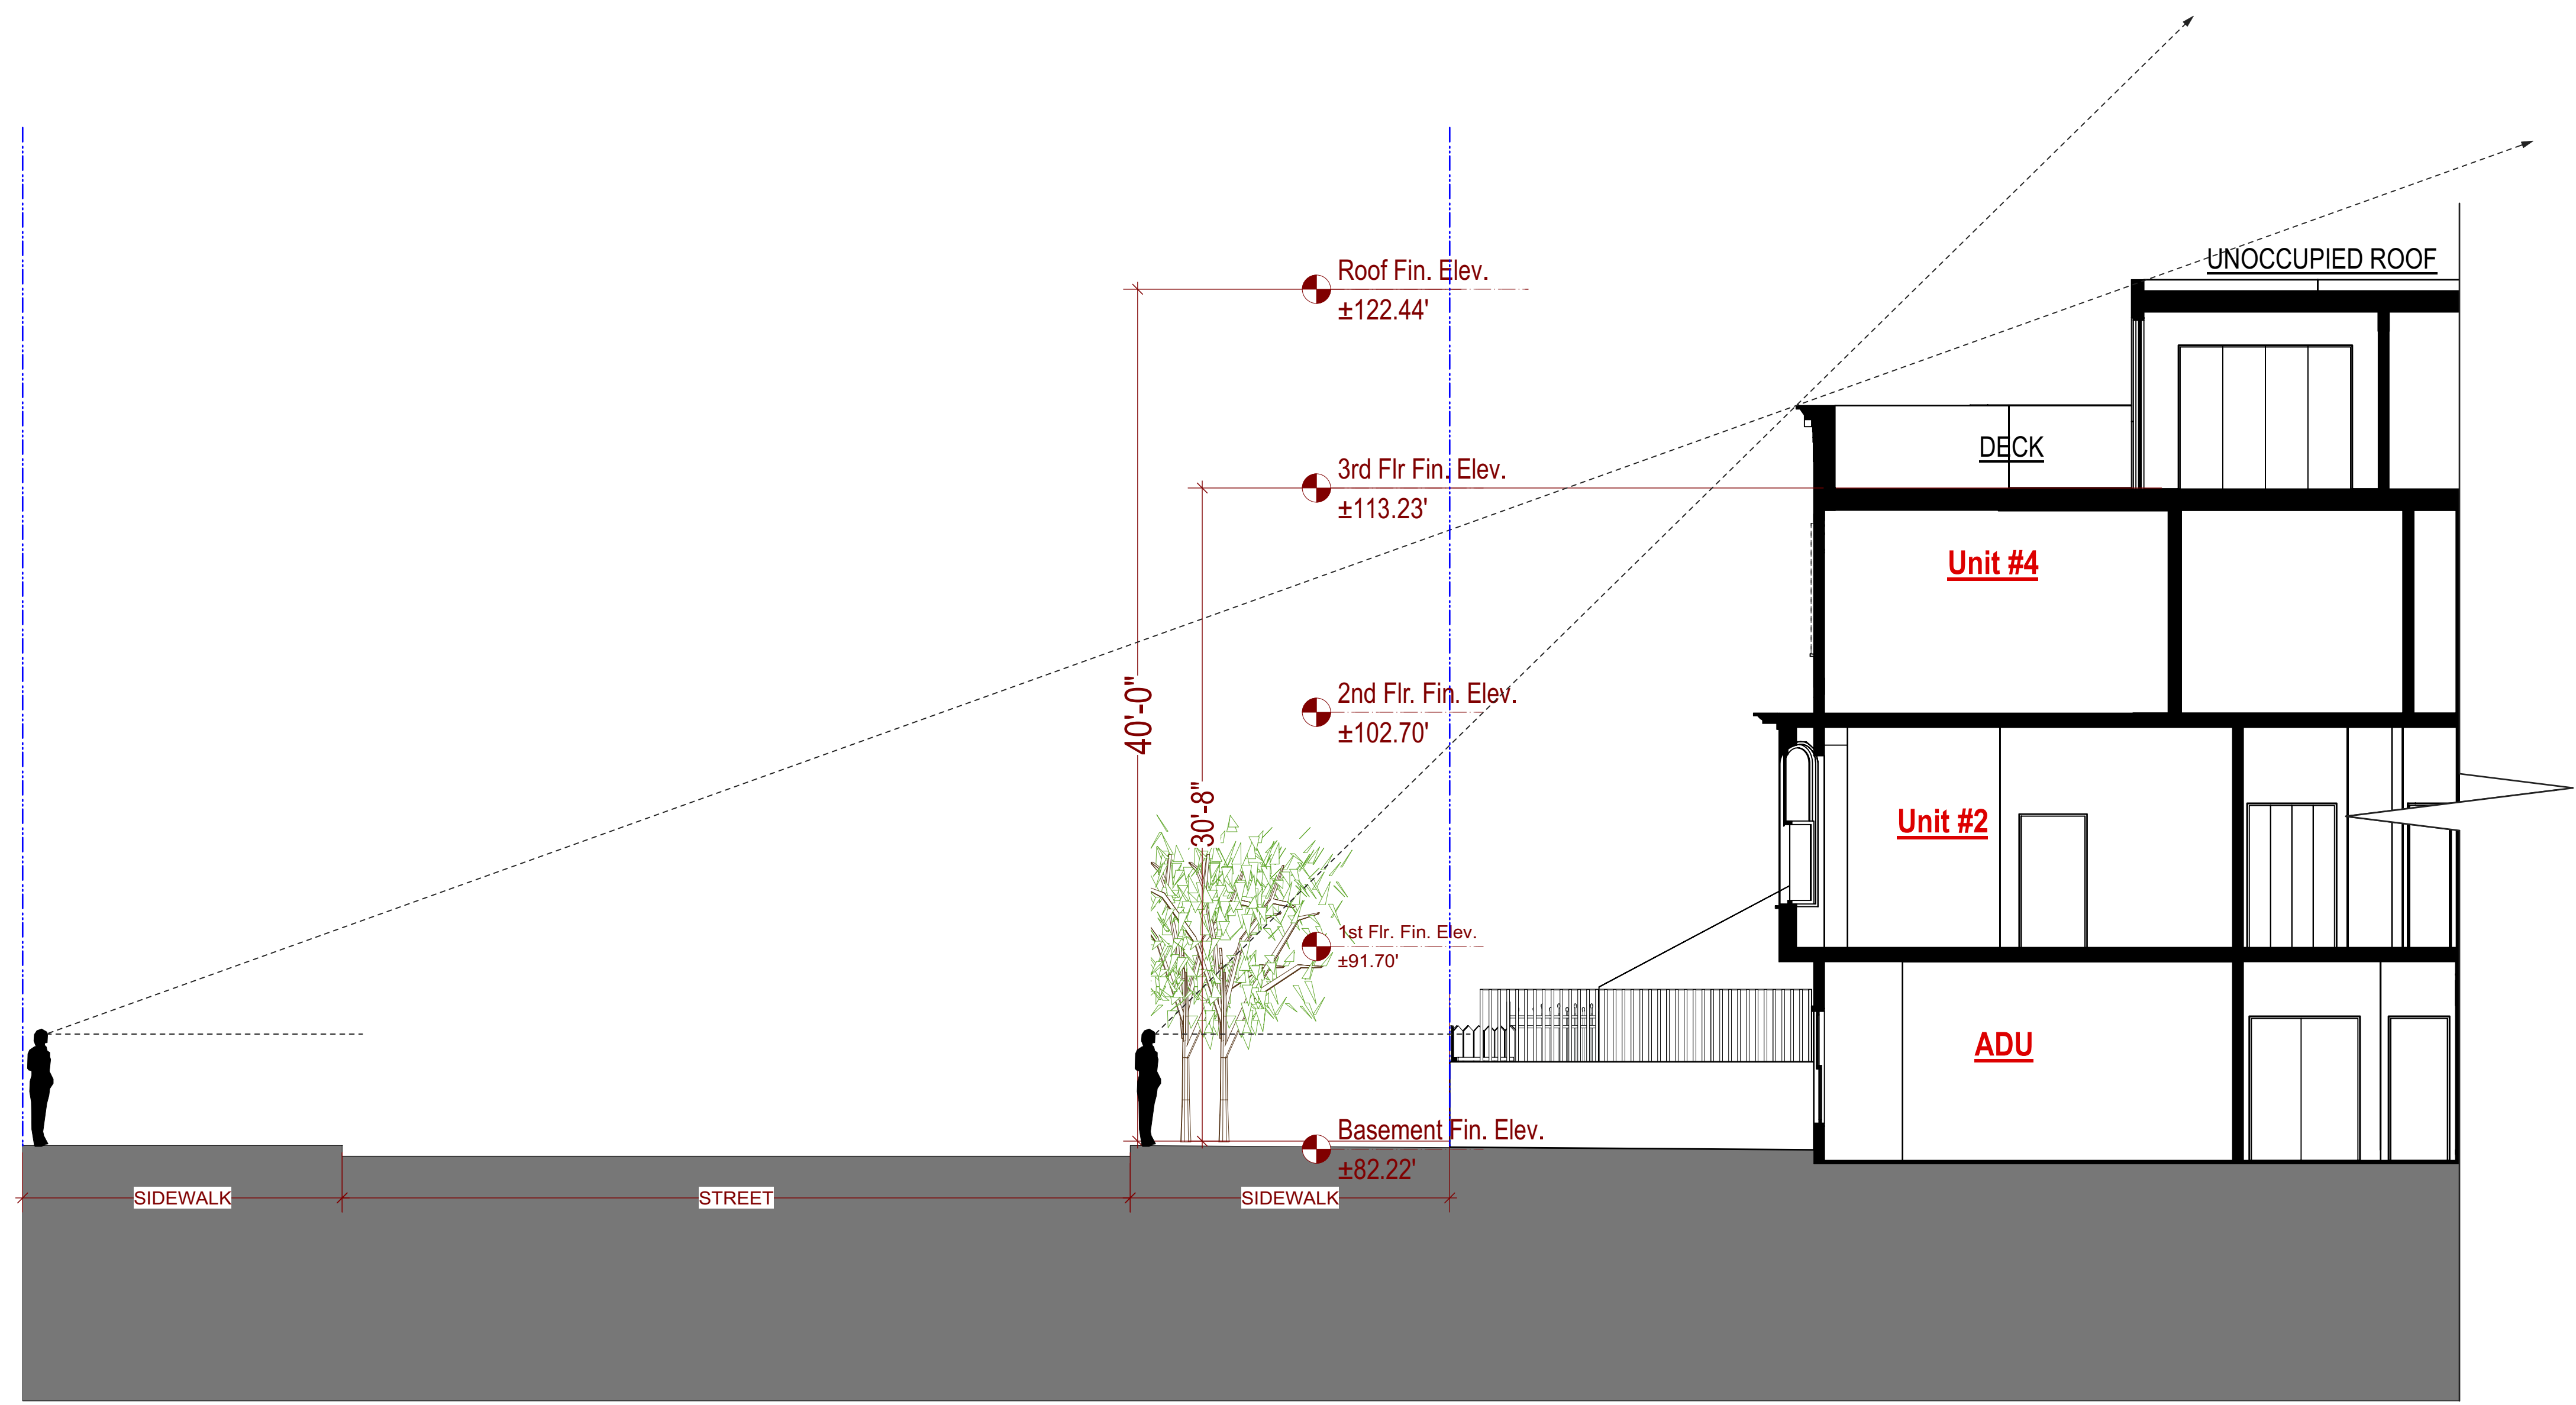 UNOCCUPIED ROOF
Roof Fin. Elev.
±122.44'
DECK
3rd Flr Fin. Elev.
±113.23'
Unit #4
40'-0"
2nd Flr. Fin. Elev.
±102.70'
30'-8"
Unit #2
1st Flr. Fin. Elev.
±91.70'
ADU
Basement Fin. Elev.
±82.22'
SIDEWALK
STREET
SIDEWALK